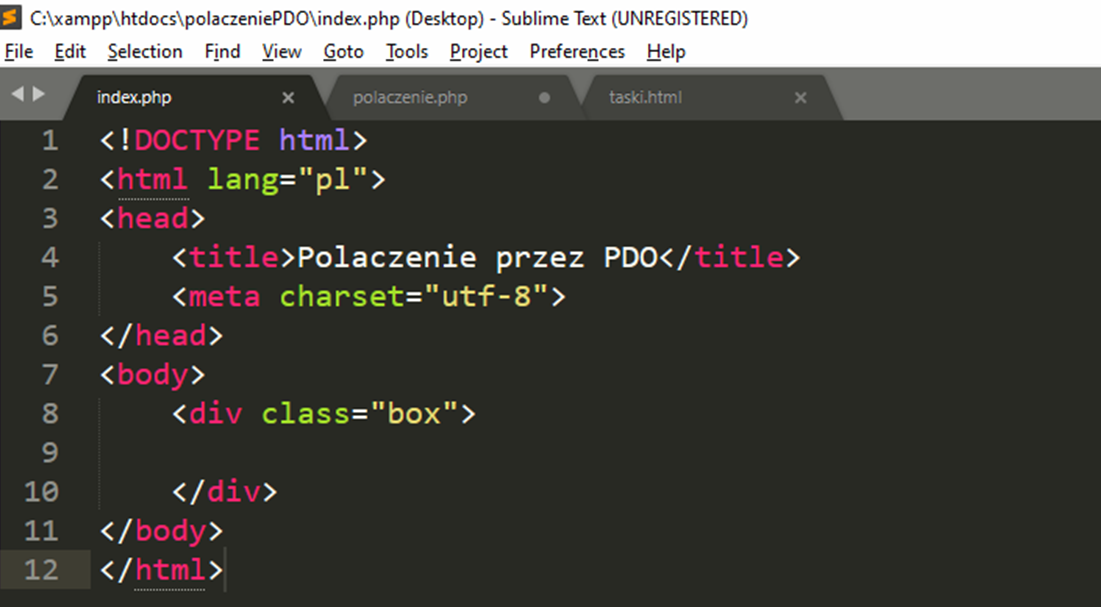 C:\xampp\htdocs\polaczeniePDO\index.php (Desktop) - Sublime Text (UNREGISTERED)
File Edit Selection Find View Goto Tools Project Preferences Help
index.php × polaczenie.php taski.html ×
1 <!DOCTYPE html>
2 <html lang="pl">
3 <head>
4 <title>Polaczenie przez PDO</title>
5 <meta charset="utf-8">
6 </head>
7 <body>
8 <div class="box">
9
10 </div>
11 </body>
12 </html>